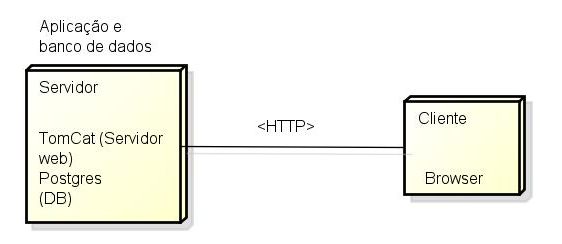 Aplicação e
banco de dados
Servidor
TomCat (Servidor
web)
Postgres
(DB)
<HTTP>
Cliente
Browser